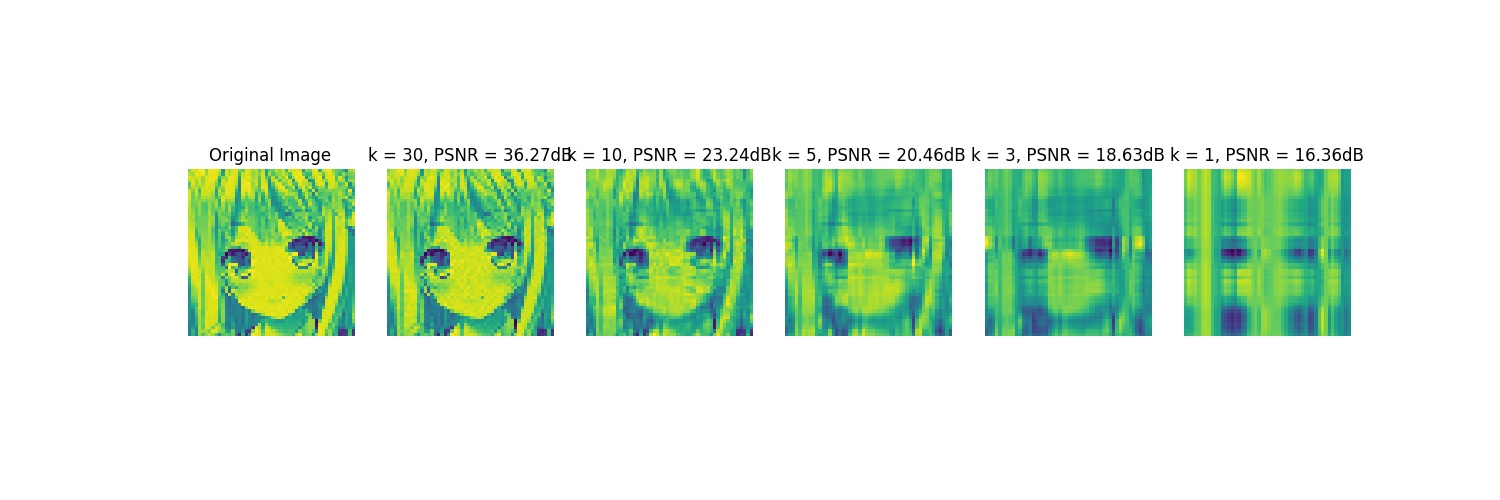 Original Image
k = 30, PSNR = 36.27dB
k = 10, PSNR = 23.24dB
k = 5, PSNR = 20.46dB
k = 3, PSNR = 18.63dB
k = 1, PSNR = 16.36dB